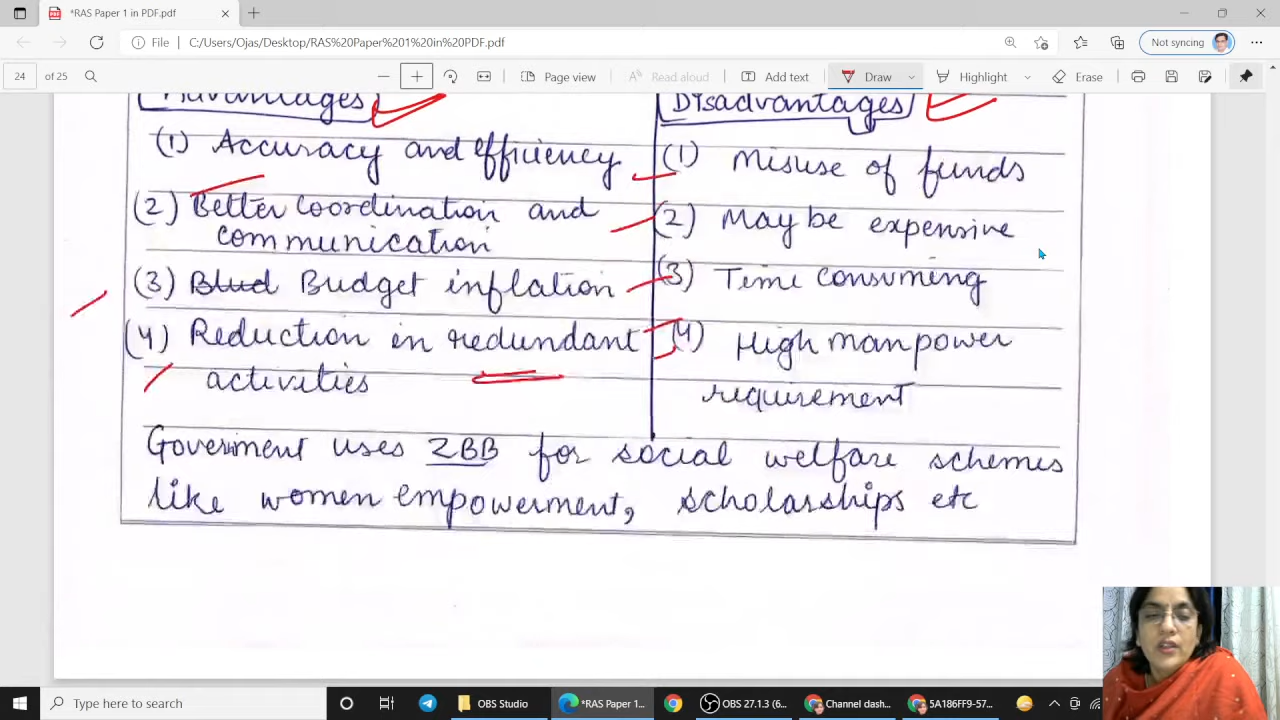 *RAS Paper 1 in PDF.pdf
File C:/Users/Ojas/Desktop/RAS%20Paper%201%20in%20PDF.pdf
Not syncing
24 of 25
Page view
Read aloud
Add text
Draw
Highlight
Erase
Advantages
(1) Accuracy and efficiency
(2) Better coordination and
communication
(3) Blud Budget inflation
(4) Reduction in redundant
activities
Disadvantages
(1) Misuse of funds
(2) May be expensive
(3) Time consuming
(4) High manpower
requirement
Government uses ZBB for social welfare schemes
like women empowerment, scholarships etc
Type here to search
OBS Studio
*RAS Paper 1...
OBS 27.1.3 (6...
Channel dash...
5A186FF9-57...